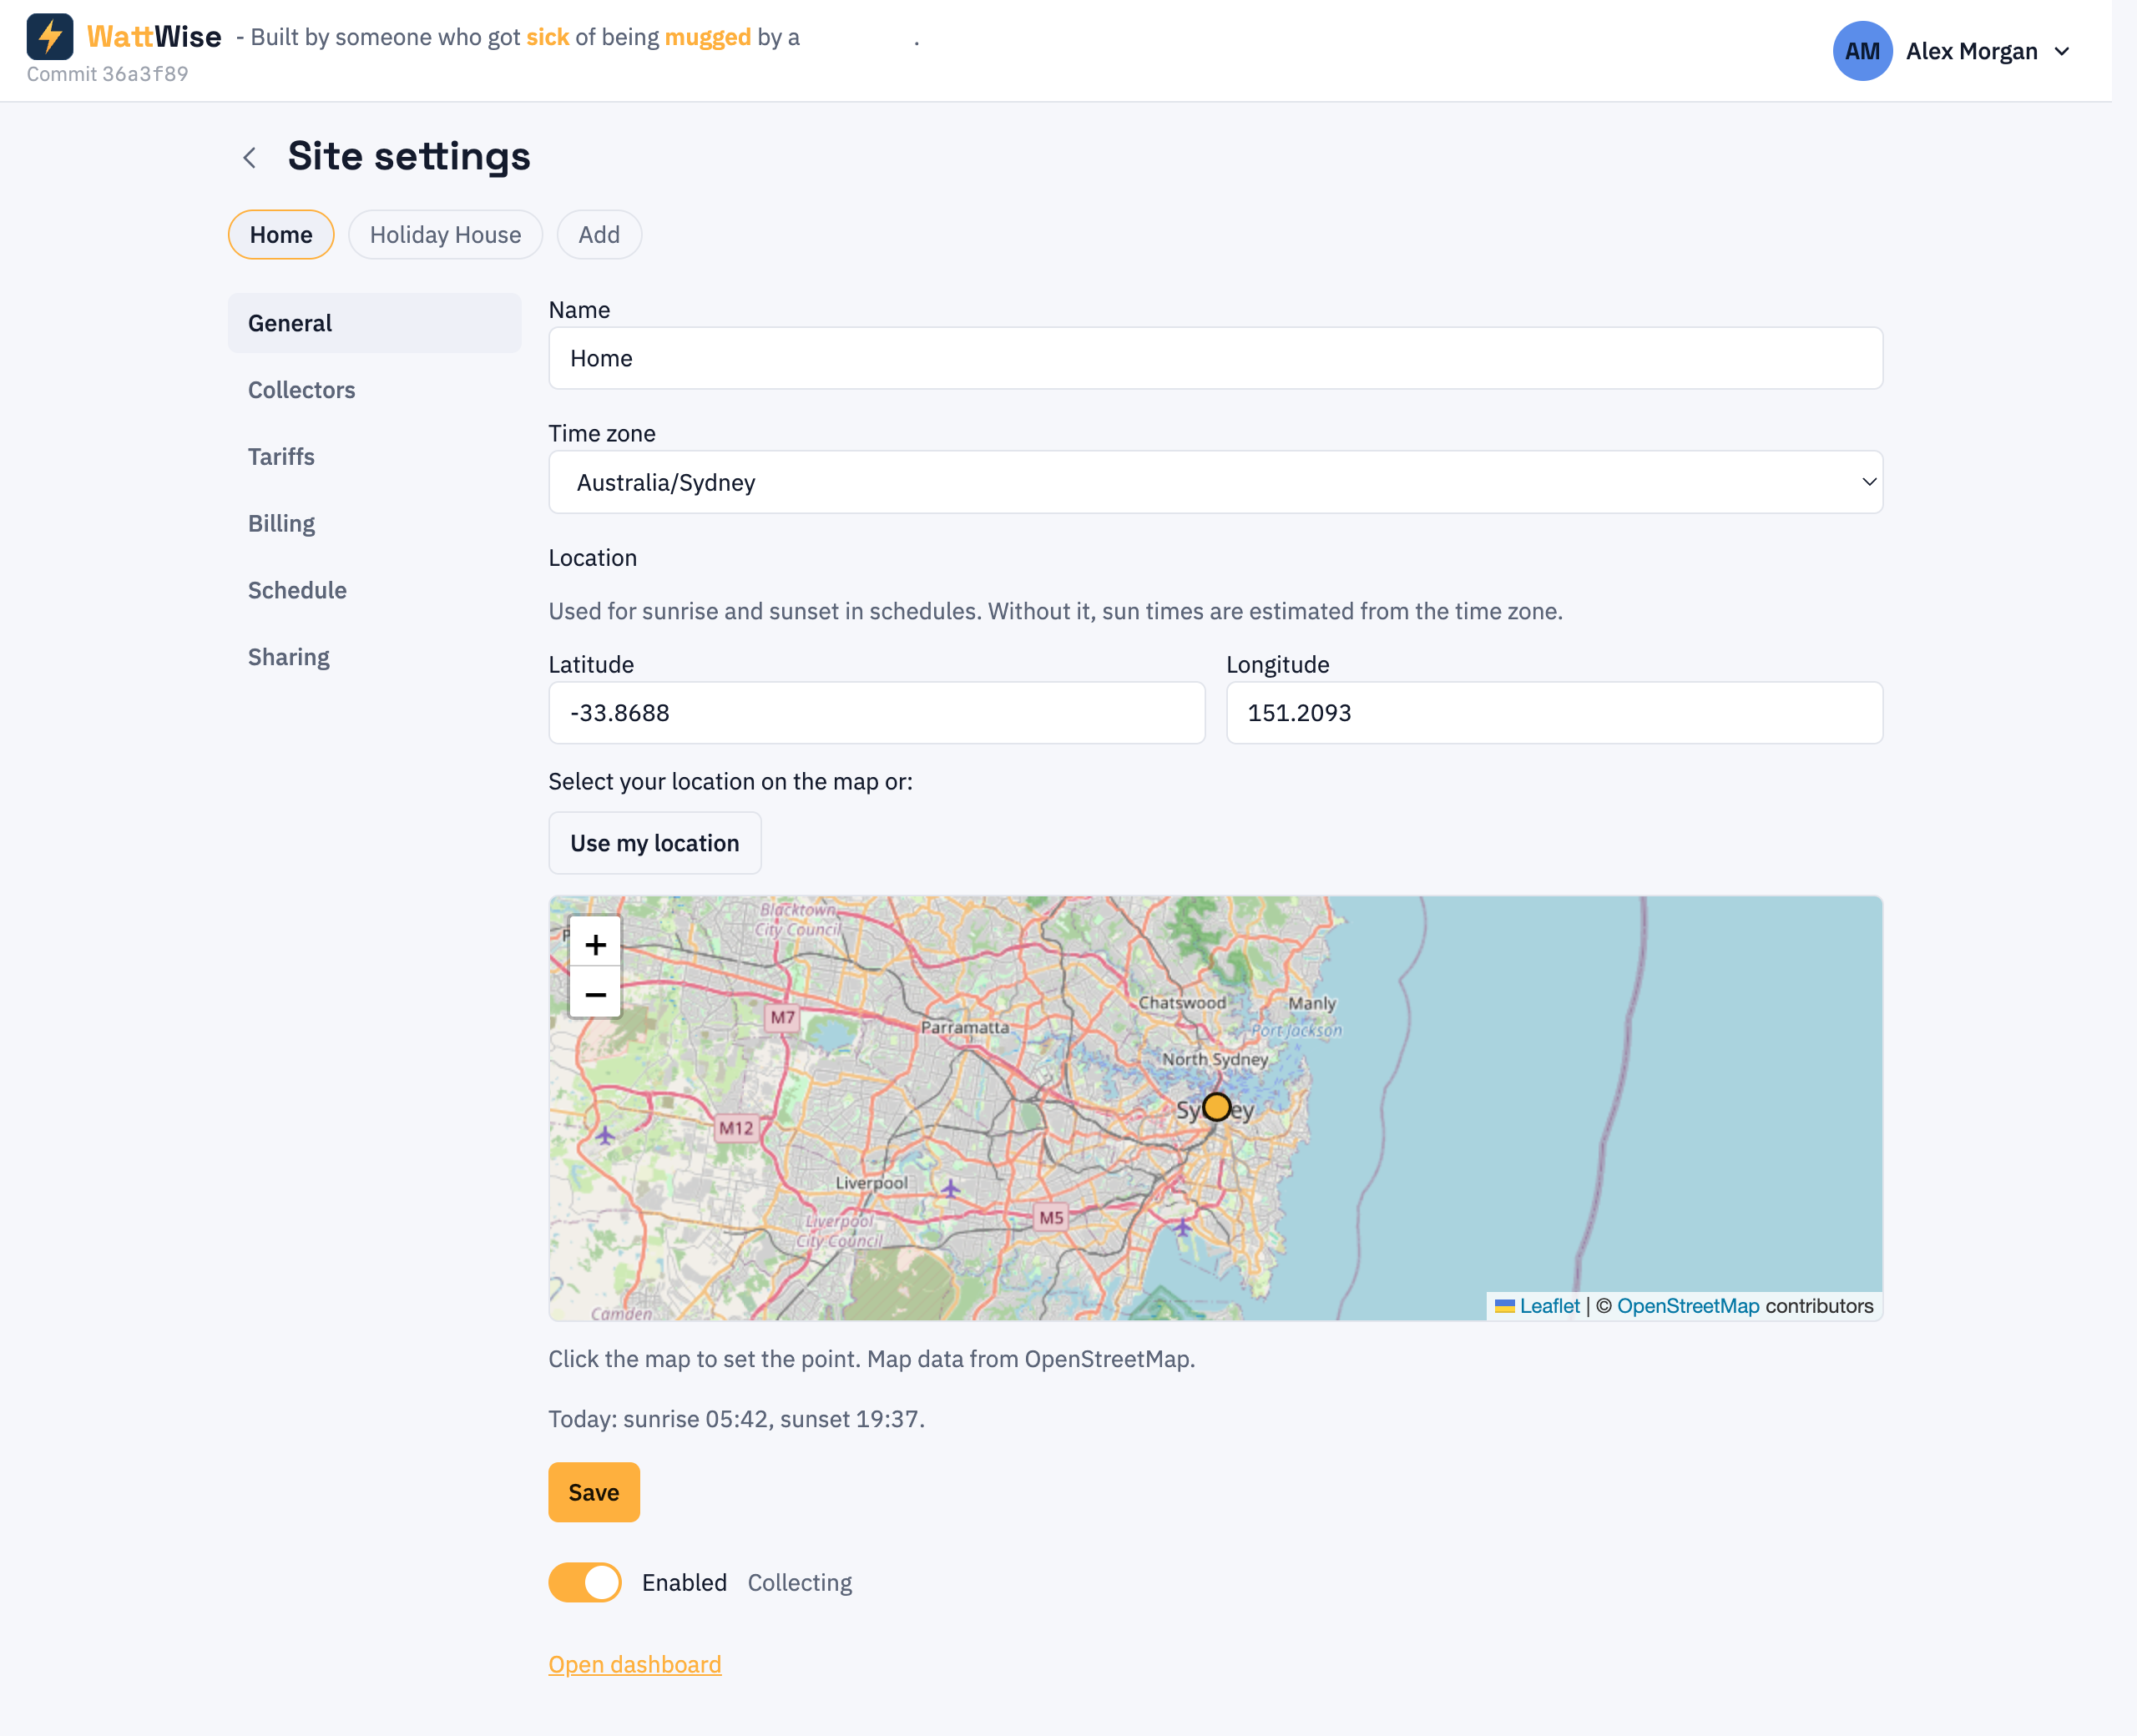 WattWise - Built by someone who got sick of being mugged by a .
Commit 36a3f89
AM Alex Morgan
Site settings
Home Holiday House Add
General
Collectors
Tariffs
Billing
Schedule
Sharing
Name
Home
Time zone
Australia/Sydney
Location
Used for sunrise and sunset in schedules. Without it, sun times are estimated from the time zone.
Latitude Longitude
-33.8688 151.2093
Select your location on the map or:
Use my location
+
−
Blacktown
City Council
Chatswood
Manly
M7
Parramatta
Port Jackson
North Sydney
M12
Liverpool
M5
Liverpool
City Council
Camden
Leaflet | © OpenStreetMap contributors
Click the map to set the point. Map data from OpenStreetMap.
Today: sunrise 05:42, sunset 19:37.
Save
Enabled Collecting
Open dashboard